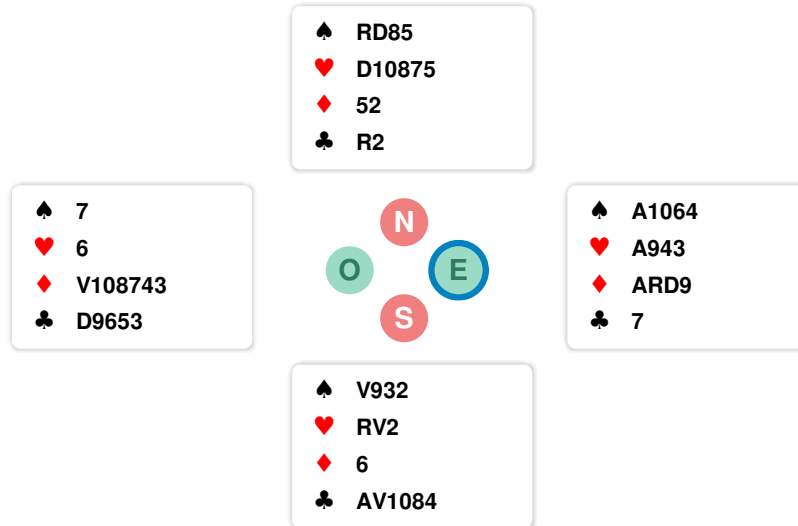 ♠ RD85
♥ D10875
♦ 52
♣ R2
♠ 7
♥ 6
♦ V108743
♣ D9653
N
O
E
S
♠ A1064
♥ A943
♦ ARD9
♣ 7
♠ V932
♥ RV2
♦ 6
♣ AV1084